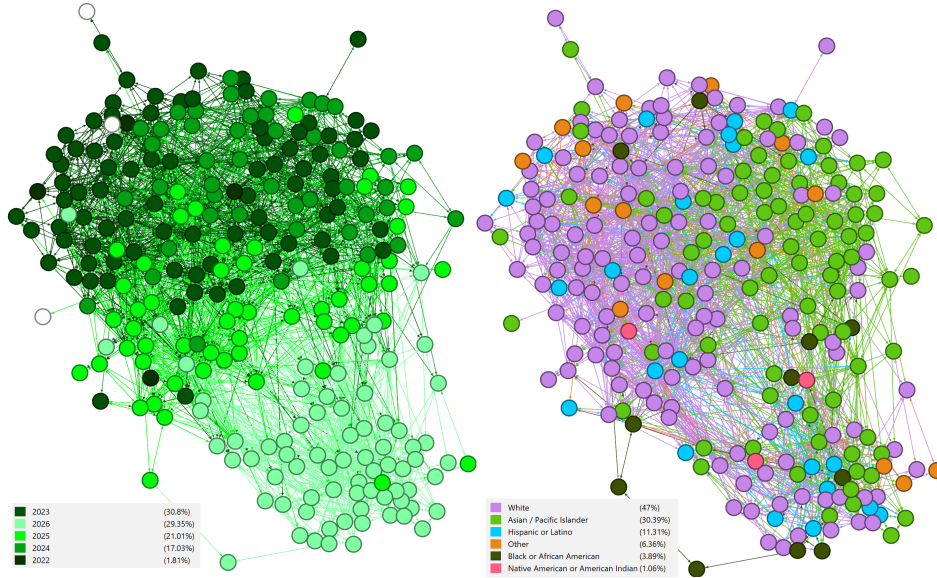 2023 (30.8%)
2026 (29.35%)
2025 (21.01%)
2024 (17.03%)
2022 (1.81%)
White (47%)
Asian / Pacific Islander (30.39%)
Hispanic or Latino (11.31%)
Other (6.36%)
Black or African American (3.89%)
Native American or American Indian (1.06%)